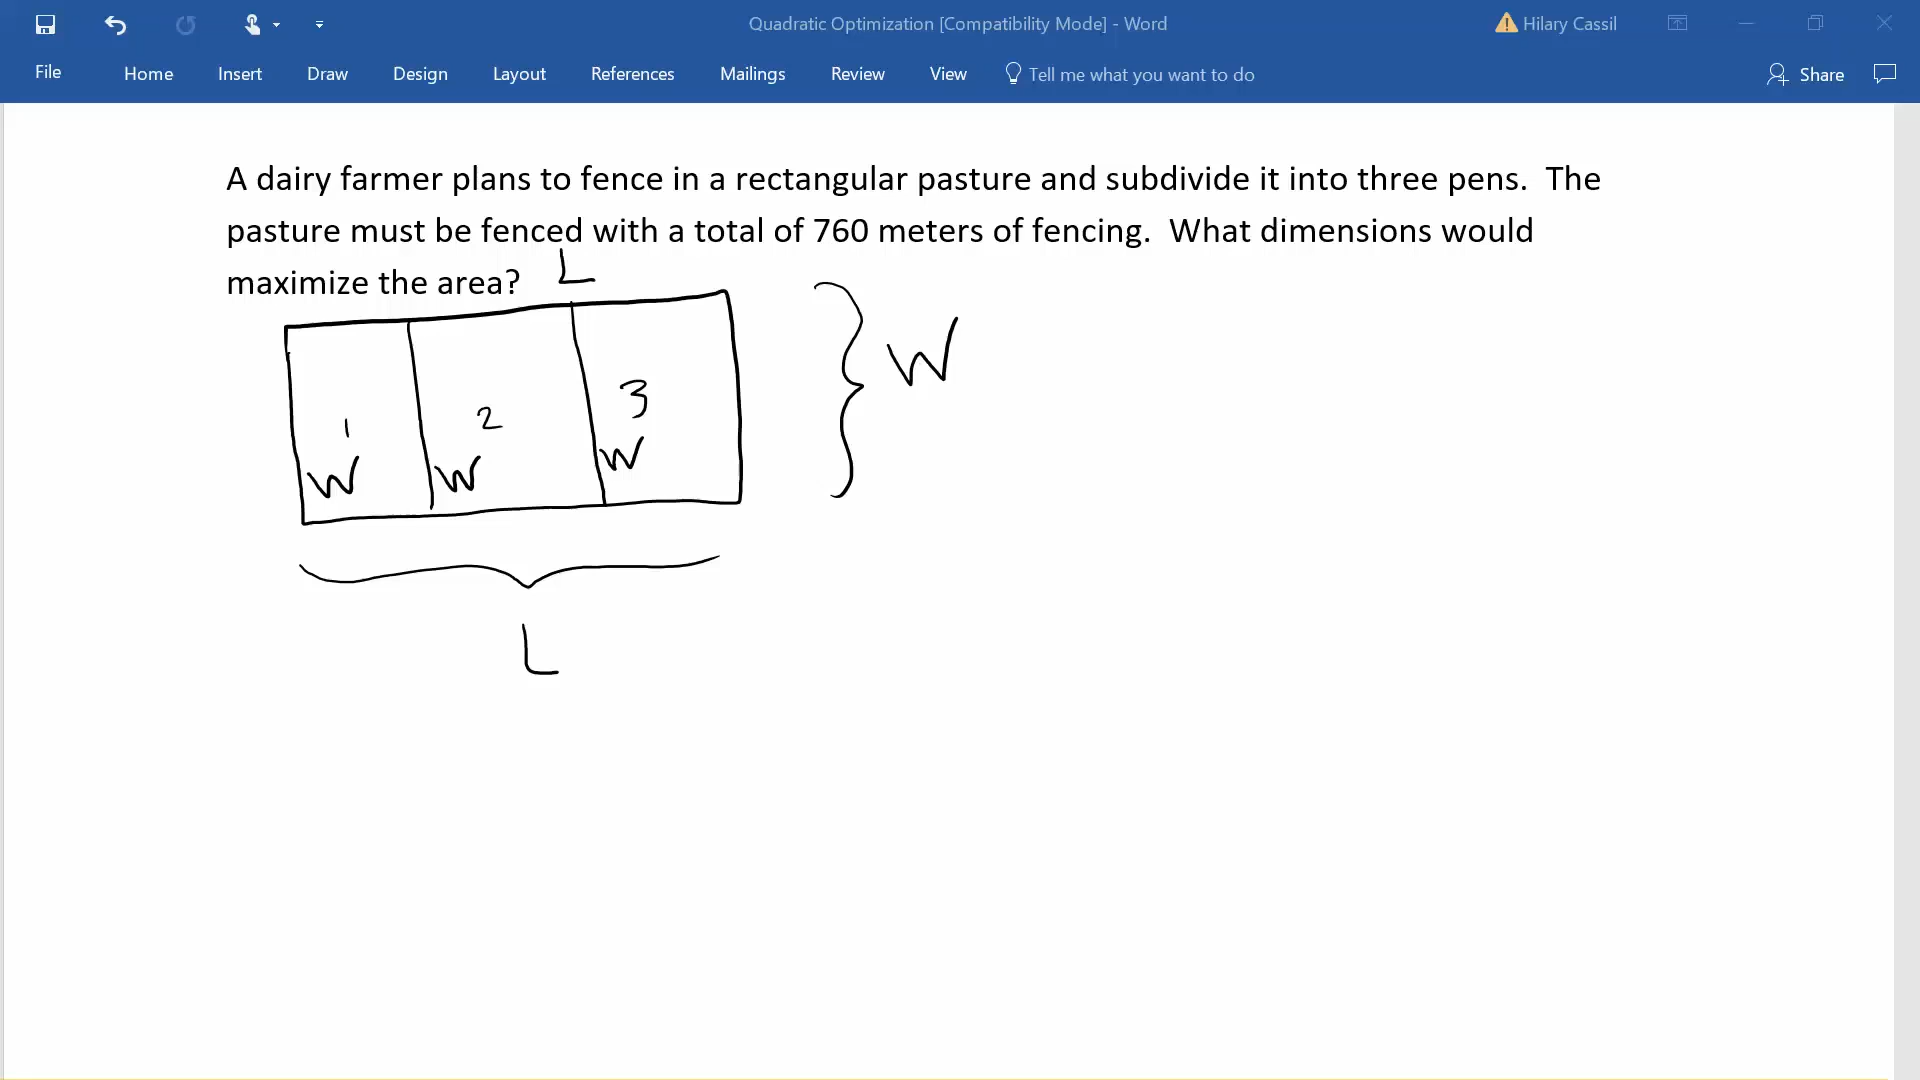 Quadratic Optimization [Compatibility Mode] - Word
Hilary Cassil
File Home Insert Draw Design Layout References Mailings Review View Tell me what you want to do Share
A dairy farmer plans to fence in a rectangular pasture and subdivide it into three pens. The
pasture must be fenced with a total of 760 meters of fencing. What dimensions would
maximize the area?
L
W
1 2 3
W W W
L